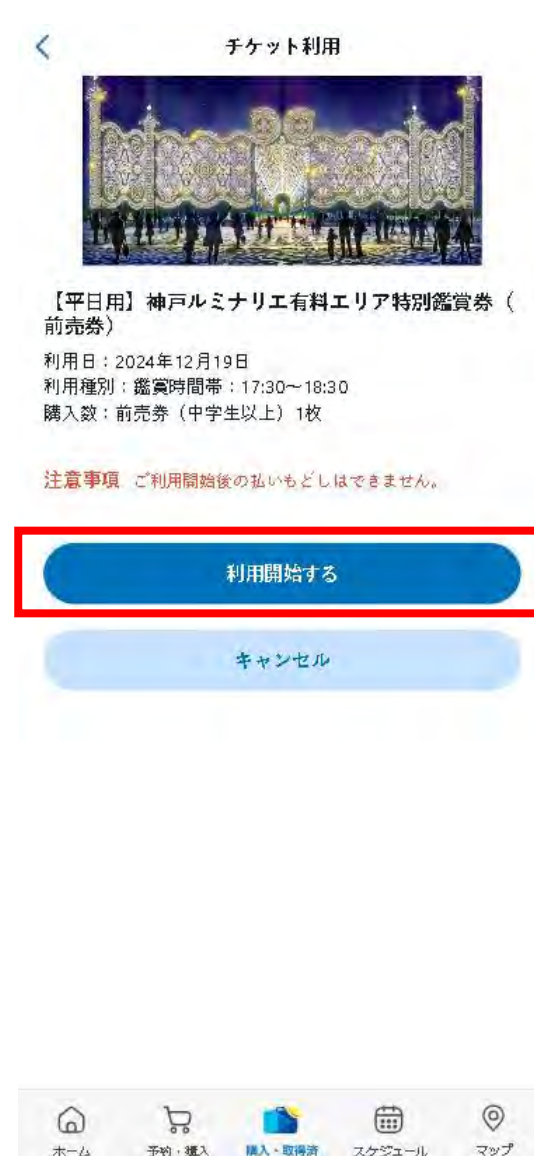 チケット利用
【平日用】神戸ルミナリエ有料エリア特別鑑賞券（
前売券）
利用日：2024年12月19日
利用種別：鑑賞時間帯：17:30～18:30
購入数：前売券（中学生以上）1枚
注意事項 ご利用開始後の払いもどしはできません。
利用開始する
キャンセル
ホーム 予約・購入 購入・取得済 スケジュール マップ